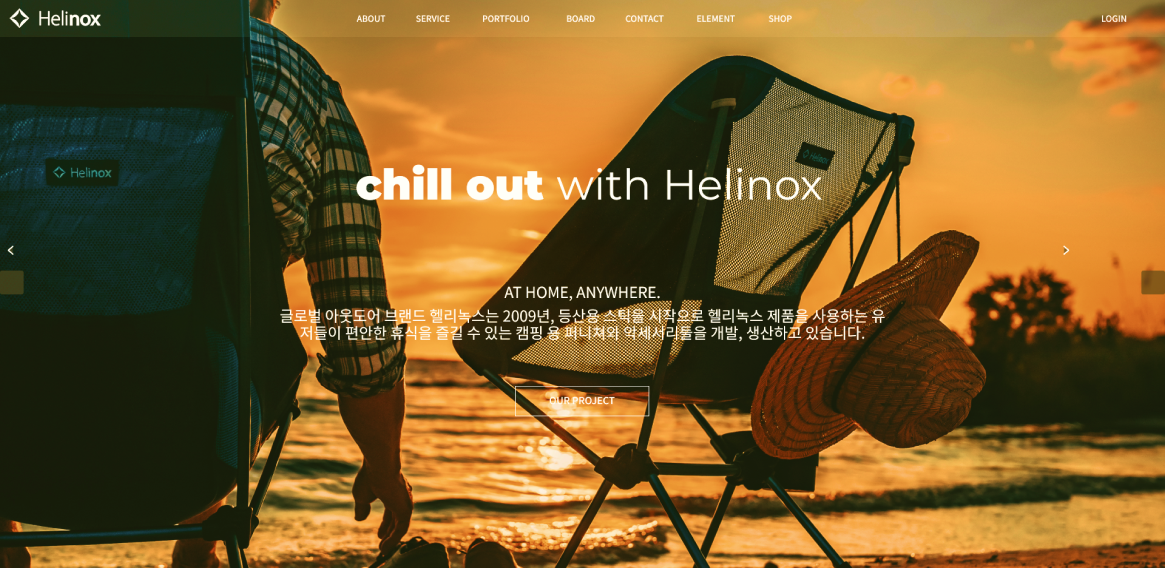 Helinox
ABOUT SERVICE PORTFOLIO BOARD CONTACT ELEMENT SHOP LOGIN
Helinox
Helinox
chill out with Helinox
AT HOME, ANYWHERE.
글로벌 아웃도어 브랜드 헬리녹스는 2009년, 등산용 스틱을 시작으로 헬리녹스 제품을 사용하는 유
저들이 편안한 휴식을 즐길 수 있는 캠핑 용 퍼니쳐와 악세서리들을 개발, 생산하고 있습니다.
OUR PROJECT